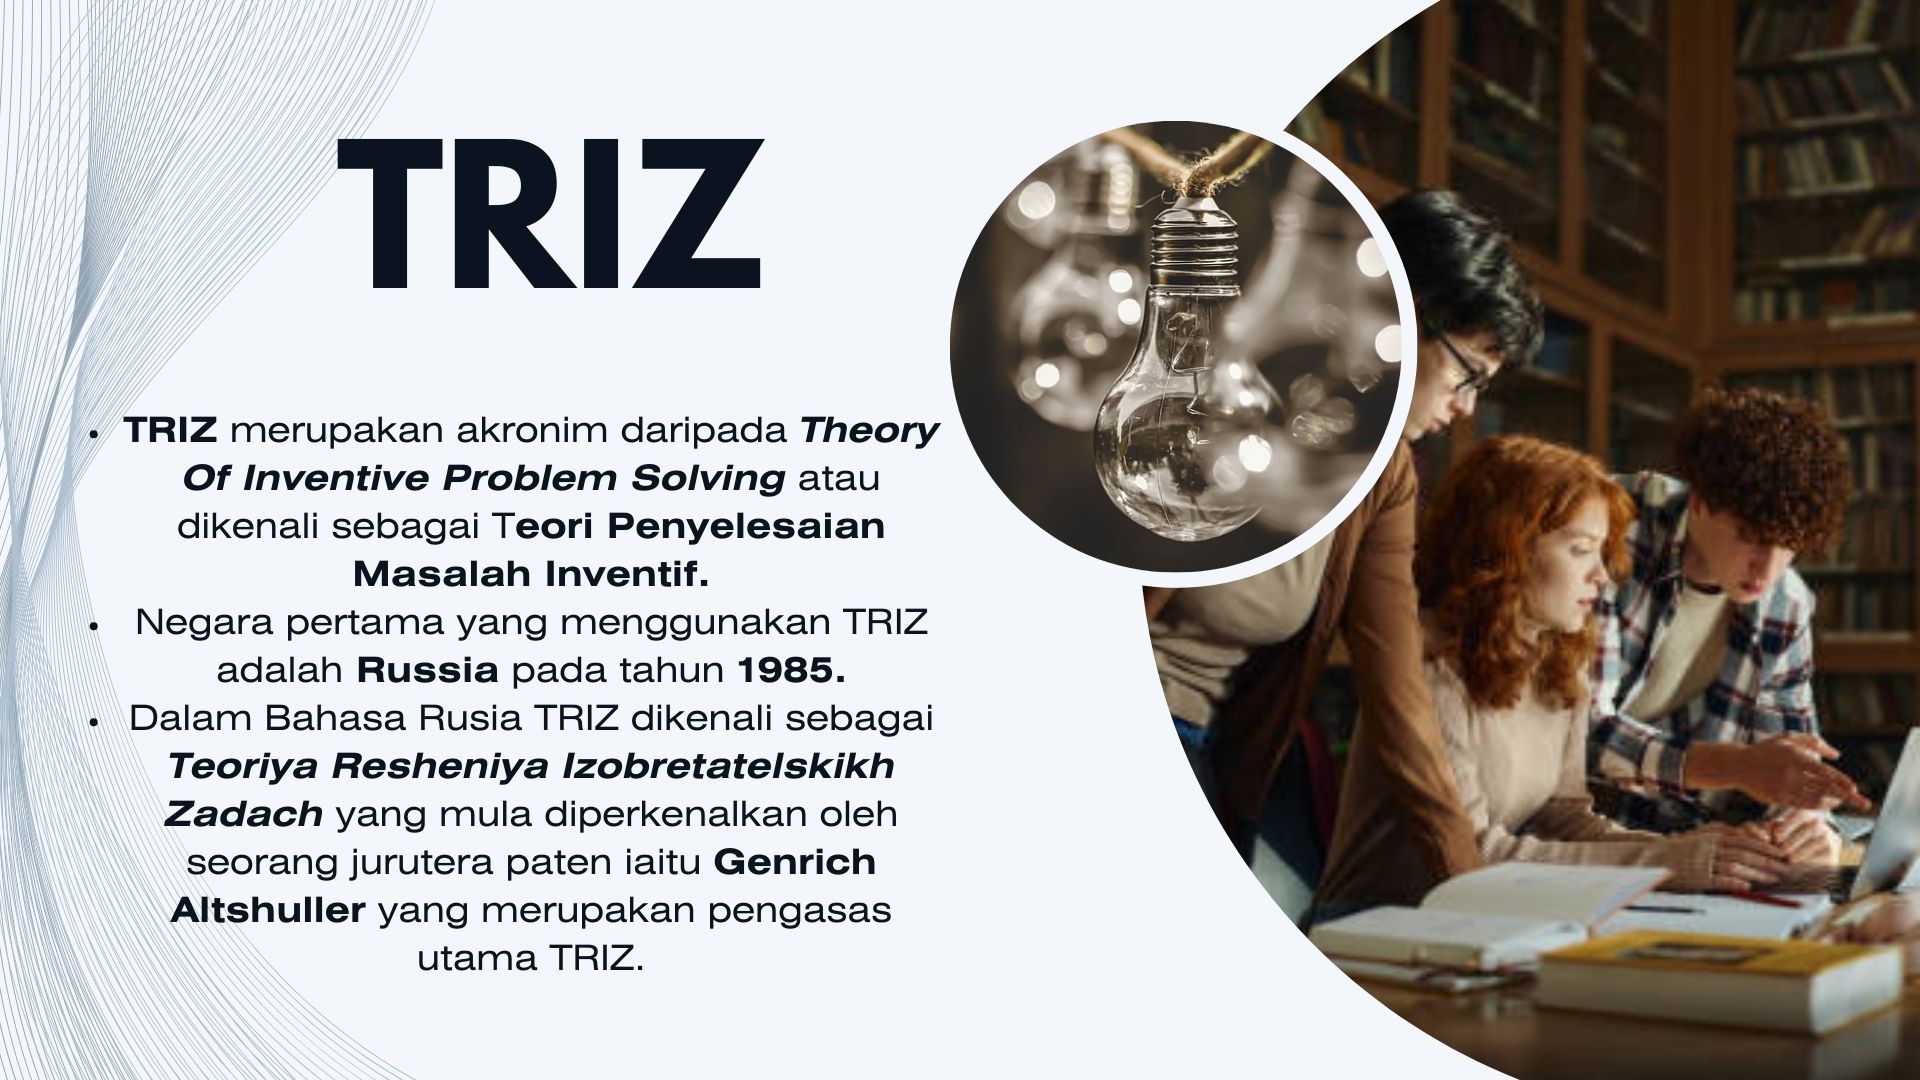 TRIZ
• TRIZ merupakan akronim daripada Theory
Of Inventive Problem Solving atau
dikenali sebagai Teori Penyelesaian
Masalah Inventif.
• Negara pertama yang menggunakan TRIZ
adalah Russia pada tahun 1985.
• Dalam Bahasa Rusia TRIZ dikenali sebagai
Teoriya Resheniya Izobretatelskikh
Zadach yang mula diperkenalkan oleh
seorang jurutera paten iaitu Genrich
Altshuller yang merupakan pengasas
utama TRIZ.